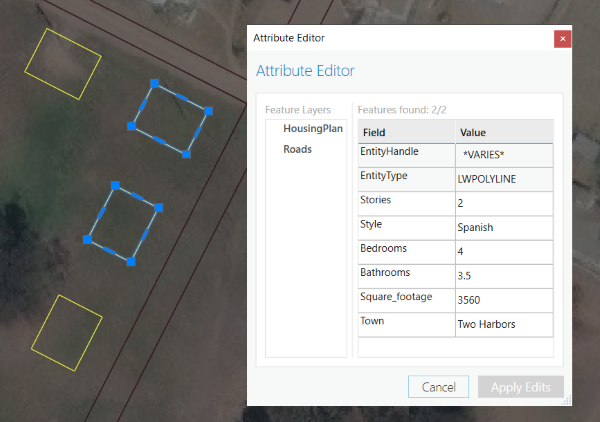 Attribute Editor
Attribute Editor
Feature Layers
HousingPlan
Roads
Features found: 2/2
Field Value
EntityHandle *VARIES*
EntityType LWPOLYLINE
Stories 2
Style Spanish
Bedrooms 4
Bathrooms 3.5
Square_footage 3560
Town Two Harbors
Cancel Apply Edits